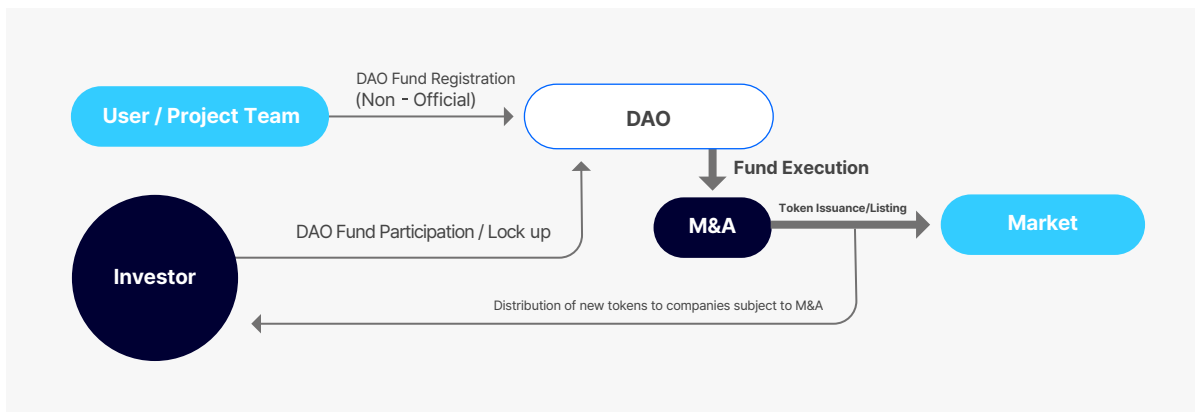 DAO Fund Registration
(Non - Official)
User / Project Team
DAO
Fund Execution
Token Issuance/Listing
M&A
Market
DAO Fund Participation / Lock up
Investor
Distribution of new tokens to companies subject to M&A